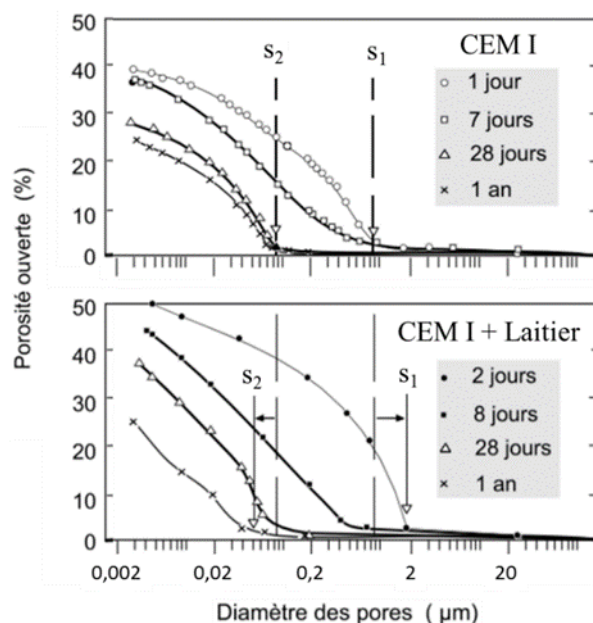 Porosité ouverte (%)
50
40
30
20
10
0
s₂
s₁
CEM I
1 jour
7 jours
28 jours
1 an
50
40
30
20
10
0
s₂
s₁
CEM I + Laitier
2 jours
8 jours
28 jours
1 an
0,002
0,02
0,2
2
20
Diamètre des pores ( µm)